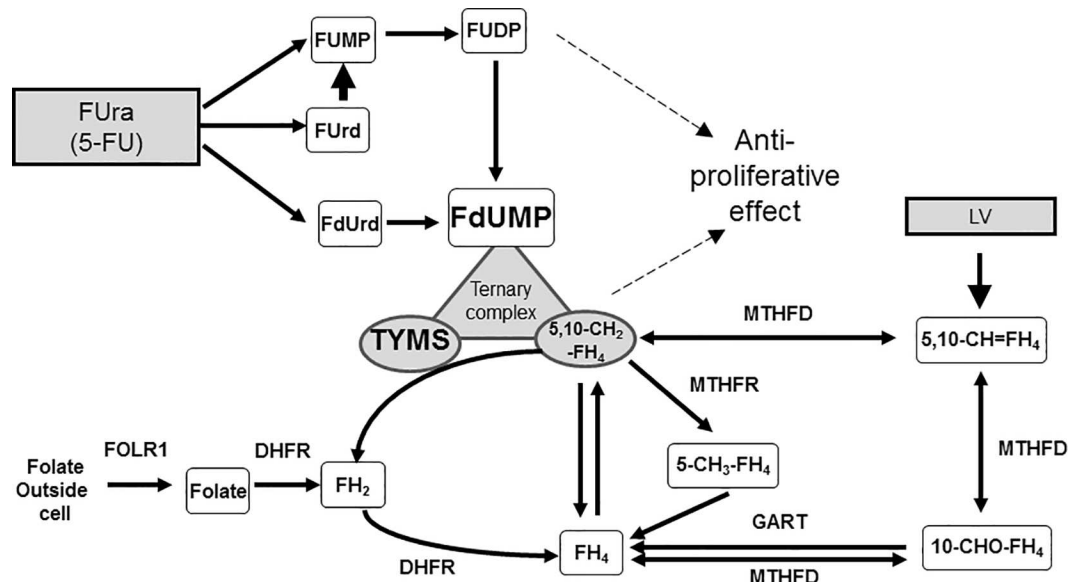 FUMP
FUDP
FUra
(5-FU)
FUrd
Anti-
proliferative
effect
FdUrd
FdUMP
LV
Ternary
complex
TYMS
5,10-CH₂
-FH₄
MTHFD
5,10-CH=FH₄
MTHFR
FOLR1
DHFR
MTHFD
Folate
Outside
cell
Folate
FH₂
5-CH₃-FH₄
GART
FH₄
10-CHO-FH₄
DHFR
MTHFD